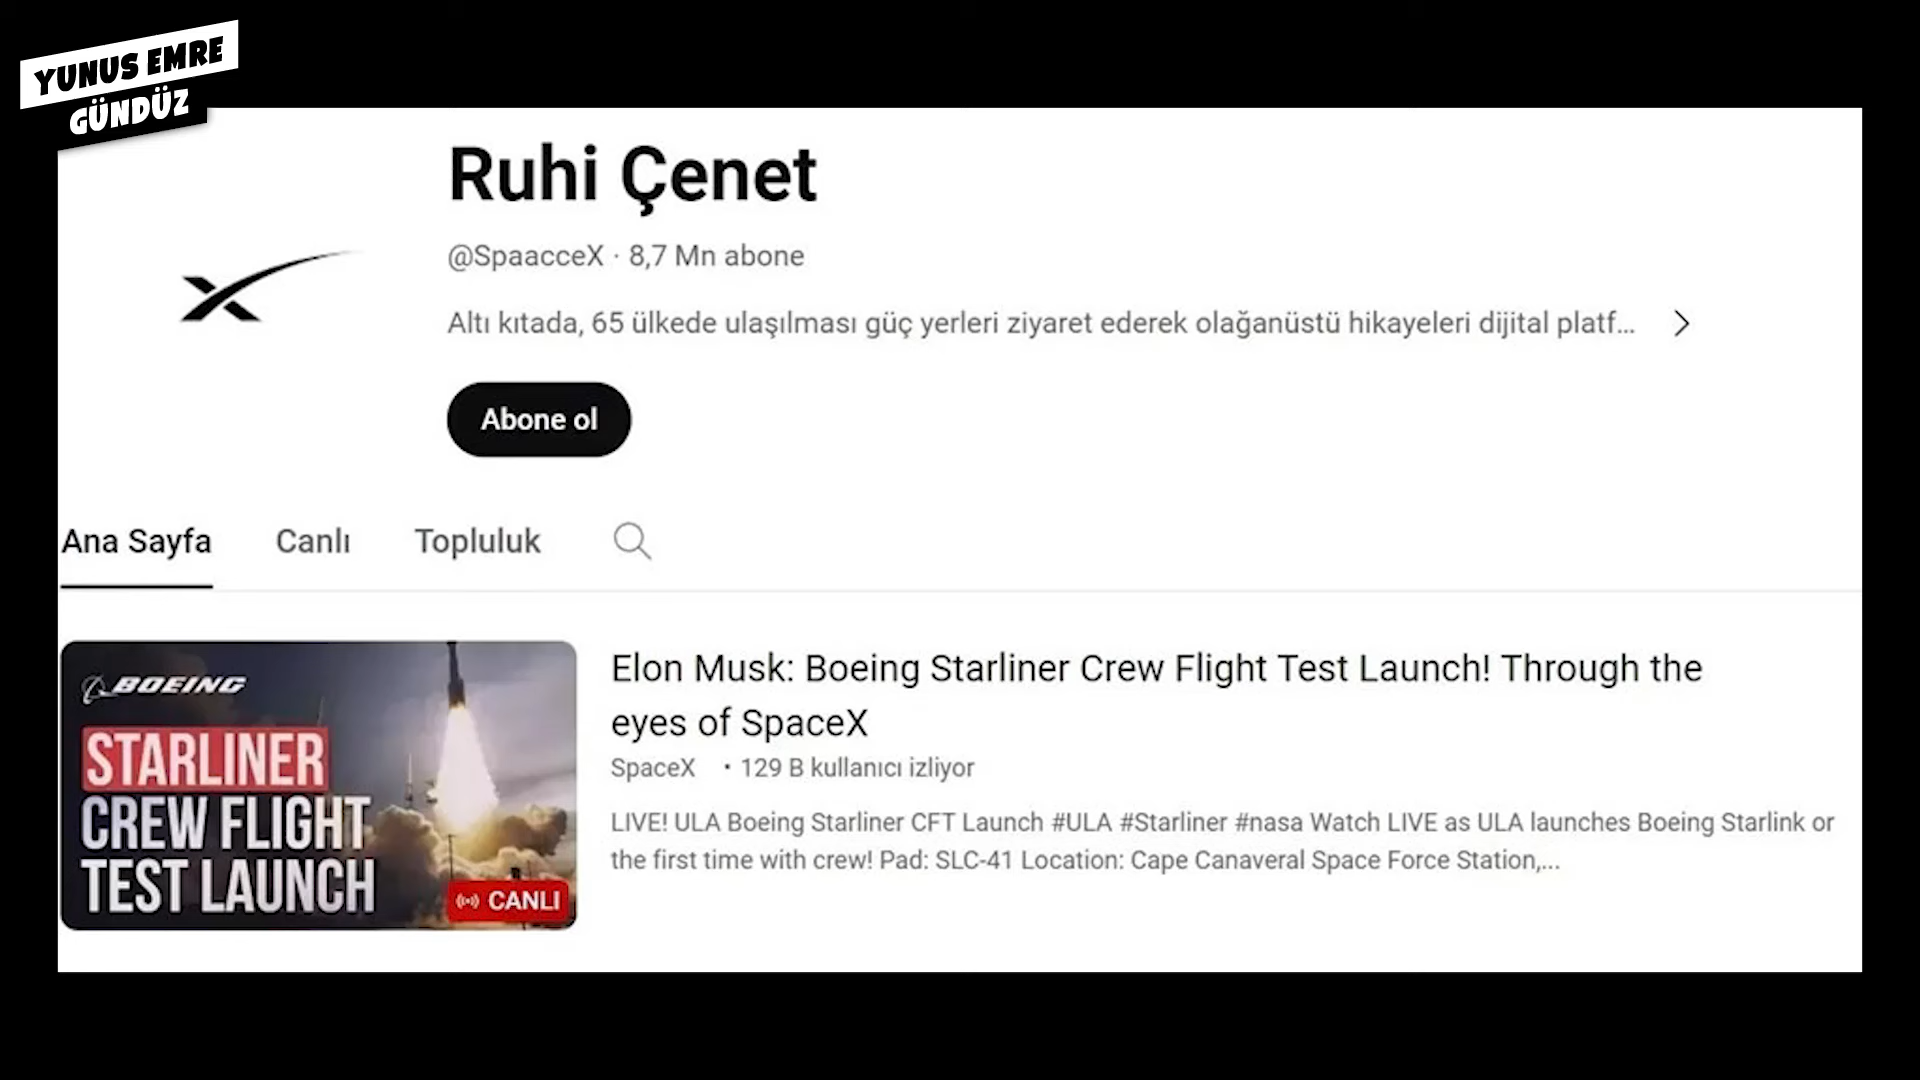 YUNUS EMRE
GÜNDÜZ
Ruhi Çenet
@SpaacceX · 8,7 Mn abone
Altı kıtada, 65 ülkede ulaşılması güç yerleri ziyaret ederek olağanüstü hikayeleri dijital platf...
Abone ol
Ana Sayfa Canlı Topluluk
BOEING
STARLINER
CREW FLIGHT
TEST LAUNCH
CANLI
Elon Musk: Boeing Starliner Crew Flight Test Launch! Through the
eyes of SpaceX
SpaceX • 129 B kullanıcı izliyor
LIVE! ULA Boeing Starliner CFT Launch #ULA #Starliner #nasa Watch LIVE as ULA launches Boeing Starlink or
the first time with crew! Pad: SLC-41 Location: Cape Canaveral Space Force Station,...